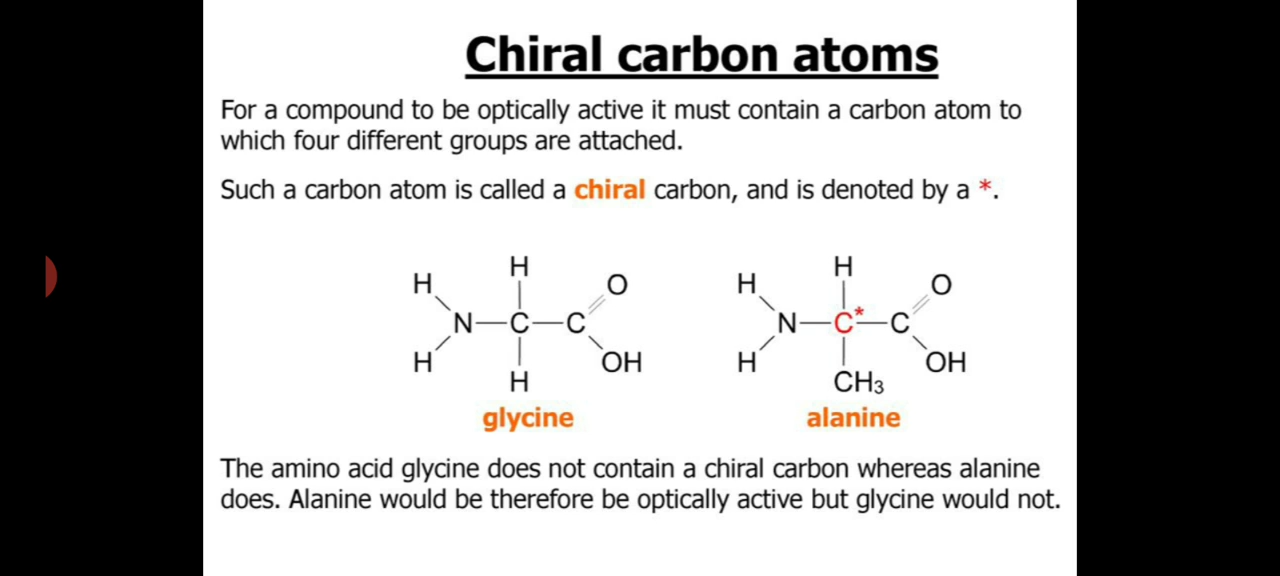 Chiral carbon atoms
For a compound to be optically active it must contain a carbon atom to
which four different groups are attached.
Such a carbon atom is called a chiral carbon, and is denoted by a *.
H H O
N C C
H H OH
glycine
H H O
N C* C
H CH3 OH
alanine
The amino acid glycine does not contain a chiral carbon whereas alanine
does. Alanine would be therefore be optically active but glycine would not.